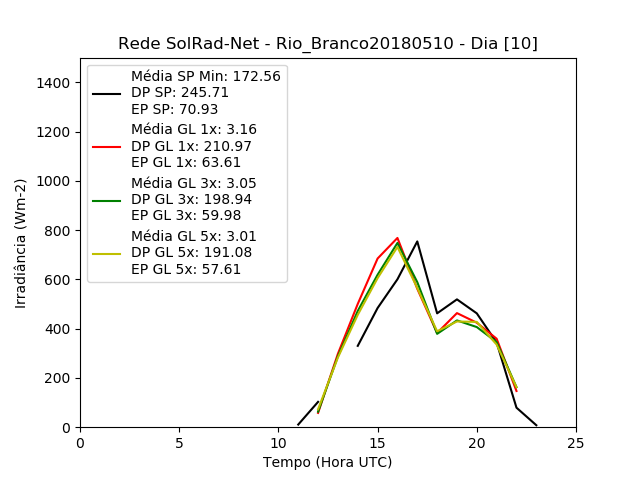 Rede SolRad-Net - Rio_Branco20180510 - Dia [10]
Média SP Min: 172.56
DP SP: 245.71
EP SP: 70.93
Média GL 1x: 3.16
DP GL 1x: 210.97
EP GL 1x: 63.61
Média GL 3x: 3.05
DP GL 3x: 198.94
EP GL 3x: 59.98
Média GL 5x: 3.01
DP GL 5x: 191.08
EP GL 5x: 57.61
Irradiância (Wm-2)
1400
1200
1000
800
600
400
200
0
0 5 10 15 20 25
Tempo (Hora UTC)